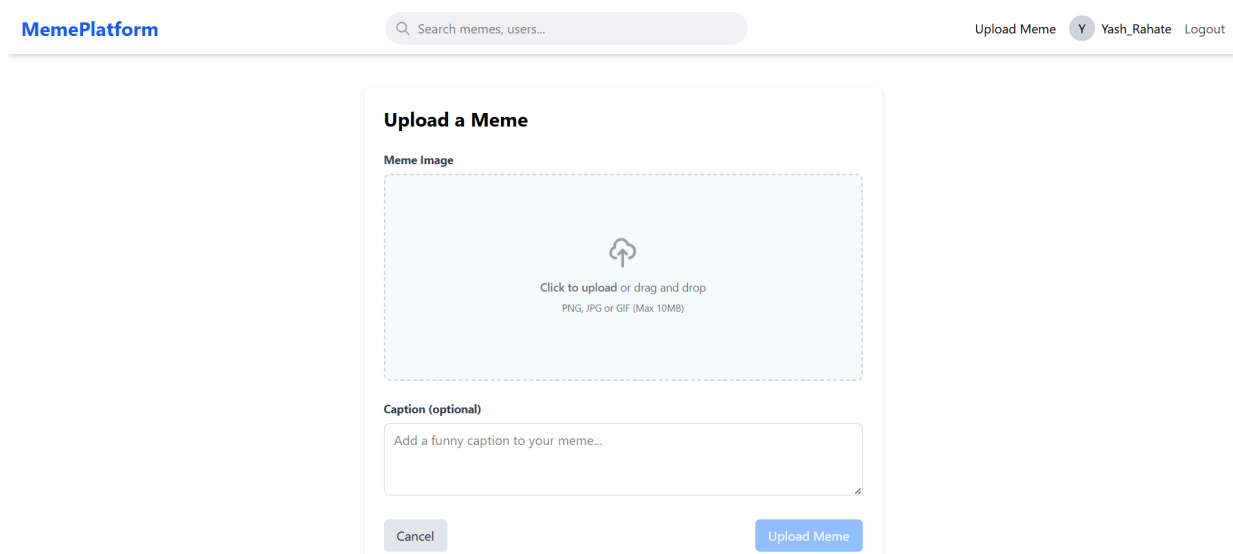 MemePlatform
Search memes, users...
Upload Meme
Y
Yash_Rahate
Logout
Upload a Meme
Meme Image
Click to upload or drag and drop
PNG, JPG or GIF (Max 10MB)
Caption (optional)
Add a funny caption to your meme...
Cancel
Upload Meme